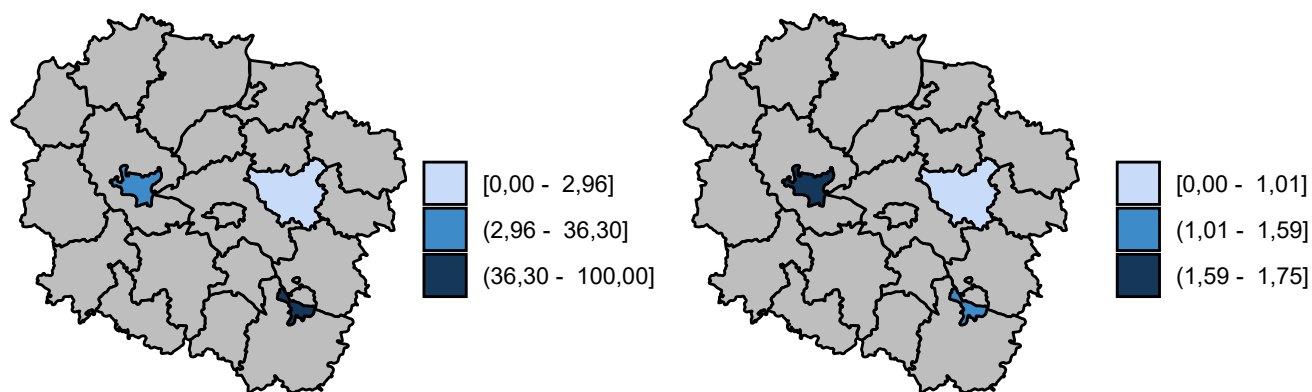 [0,00 - 2,96]
(2,96 - 36,30]
(36,30 - 100,00]
[0,00 - 1,01]
(1,01 - 1,59]
(1,59 - 1,75]